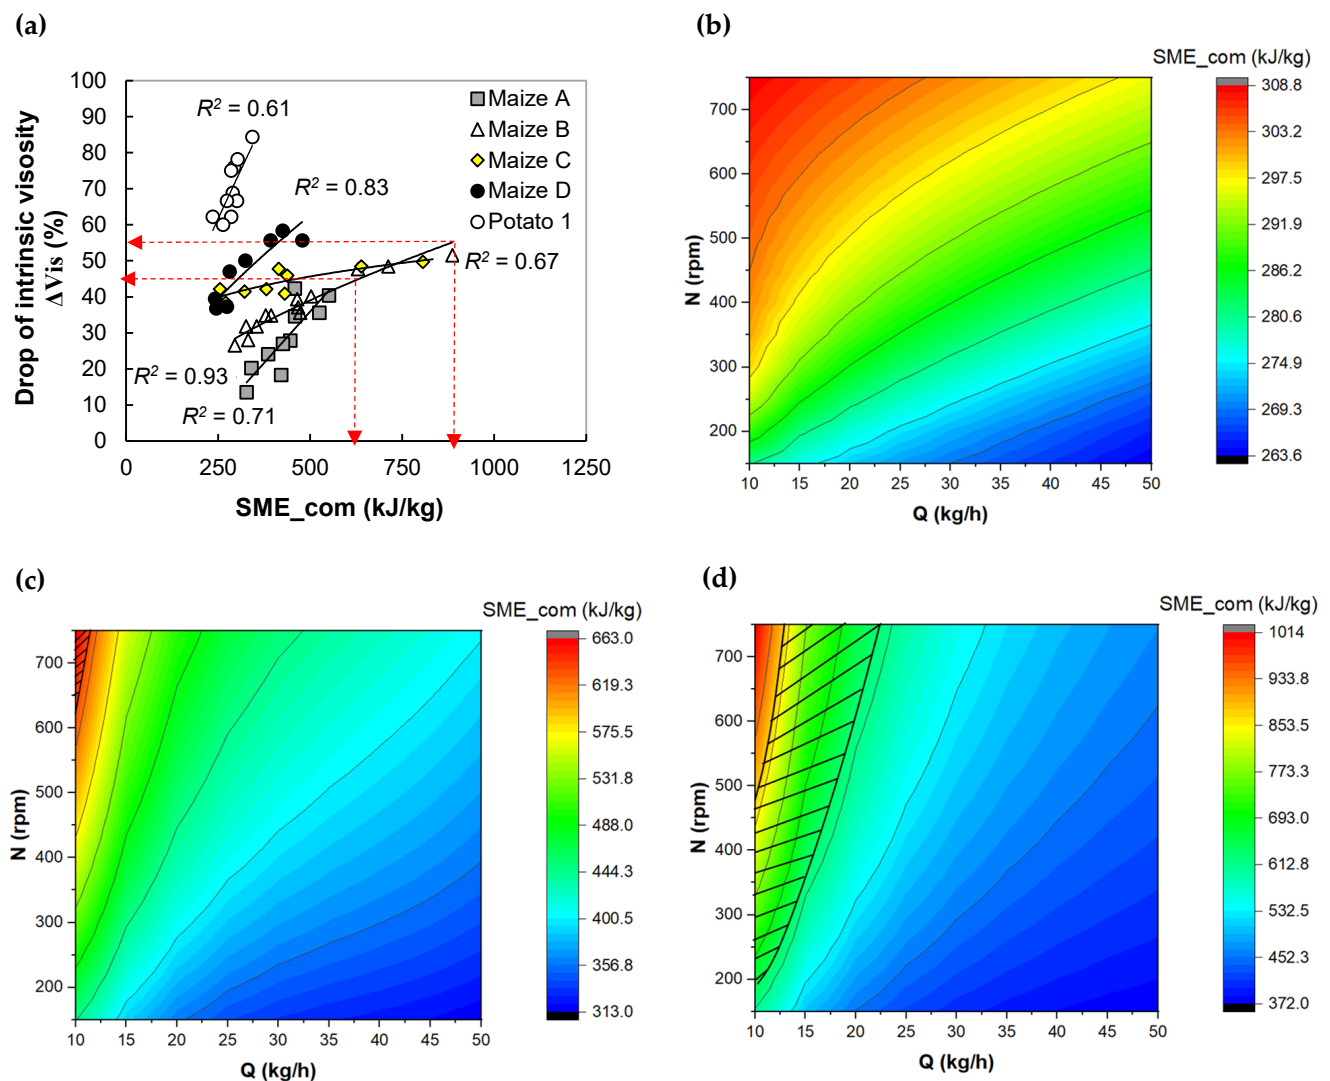 (a)
100
90
80
70
60
50
40
30
20
10
0
Drop of intrinsic visosity
ΔVis (%)
R² = 0.61
R² = 0.83
R² = 0.67
R² = 0.93
R² = 0.71
Maize A
Maize B
Maize C
Maize D
Potato 1
0 250 500 750 1000 1250
SME_com (kJ/kg)
(b)
SME_com (kJ/kg)
700
600
500
400
300
200
N (rpm)
10 15 20 25 30 35 40 45 50
Q (kg/h)
308.8
303.2
297.5
291.9
286.2
280.6
274.9
269.3
263.6
(c)
SME_com (kJ/kg)
700
600
500
400
300
200
N (rpm)
10 15 20 25 30 35 40 45 50
Q (kg/h)
663.0
619.3
575.5
531.8
488.0
444.3
400.5
356.8
313.0
(d)
SME_com (kJ/kg)
700
600
500
400
300
200
N (rpm)
10 15 20 25 30 35 40 45 50
Q (kg/h)
1014
933.8
853.5
773.3
693.0
612.8
532.5
452.3
372.0